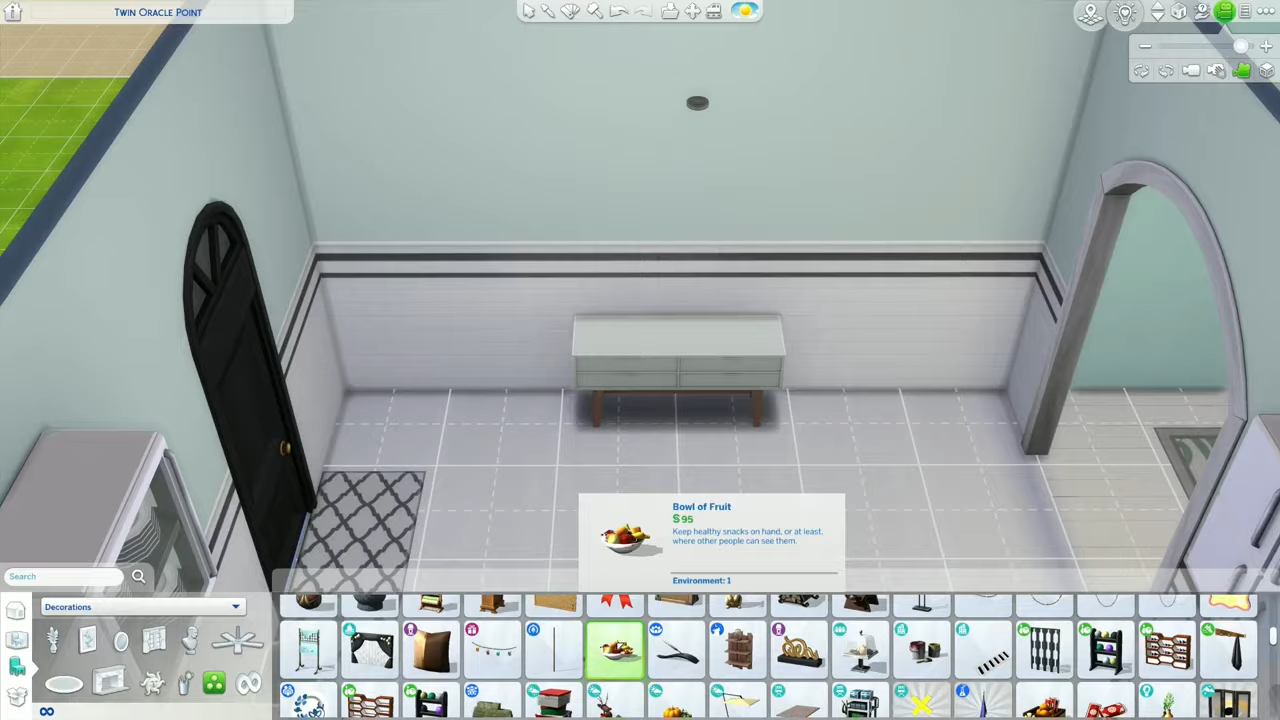 Twin Oracle Point
Bowl of Fruit
§95
Keep healthy snacks on hand, or at least,
where other people can see them.
Environment: 1
Search
Decorations